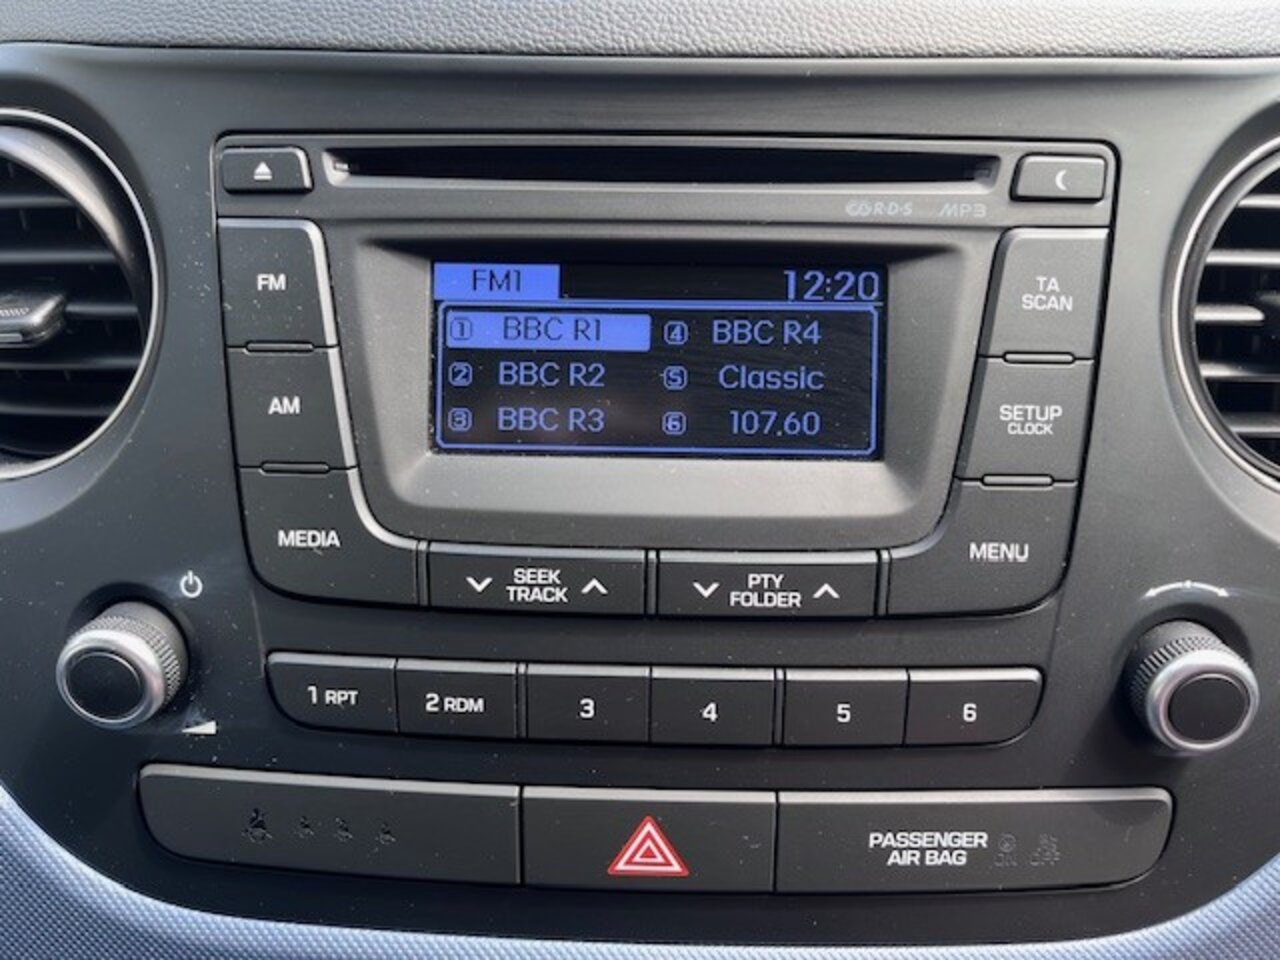 R·D·S MP3
FM1 12:20
1 BBC R1 4 BBC R4
2 BBC R2 5 Classic
3 BBC R3 6 107.60
FM
AM
MEDIA
TA
SCAN
SETUP
CLOCK
MENU
SEEK
TRACK
PTY
FOLDER
1 RPT 2 RDM 3 4 5 6
PASSENGER
AIR BAG
ON OFF